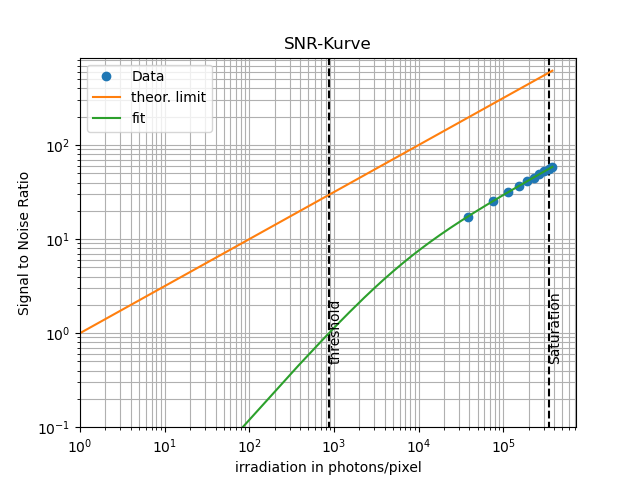 SNR-Kurve
Data
theor. limit
fit
Signal to Noise Ratio
10²
10¹
10⁰
10⁻¹
threshold
Saturation
10⁰
10¹
10²
10³
10⁴
10⁵
irradiation in photons/pixel